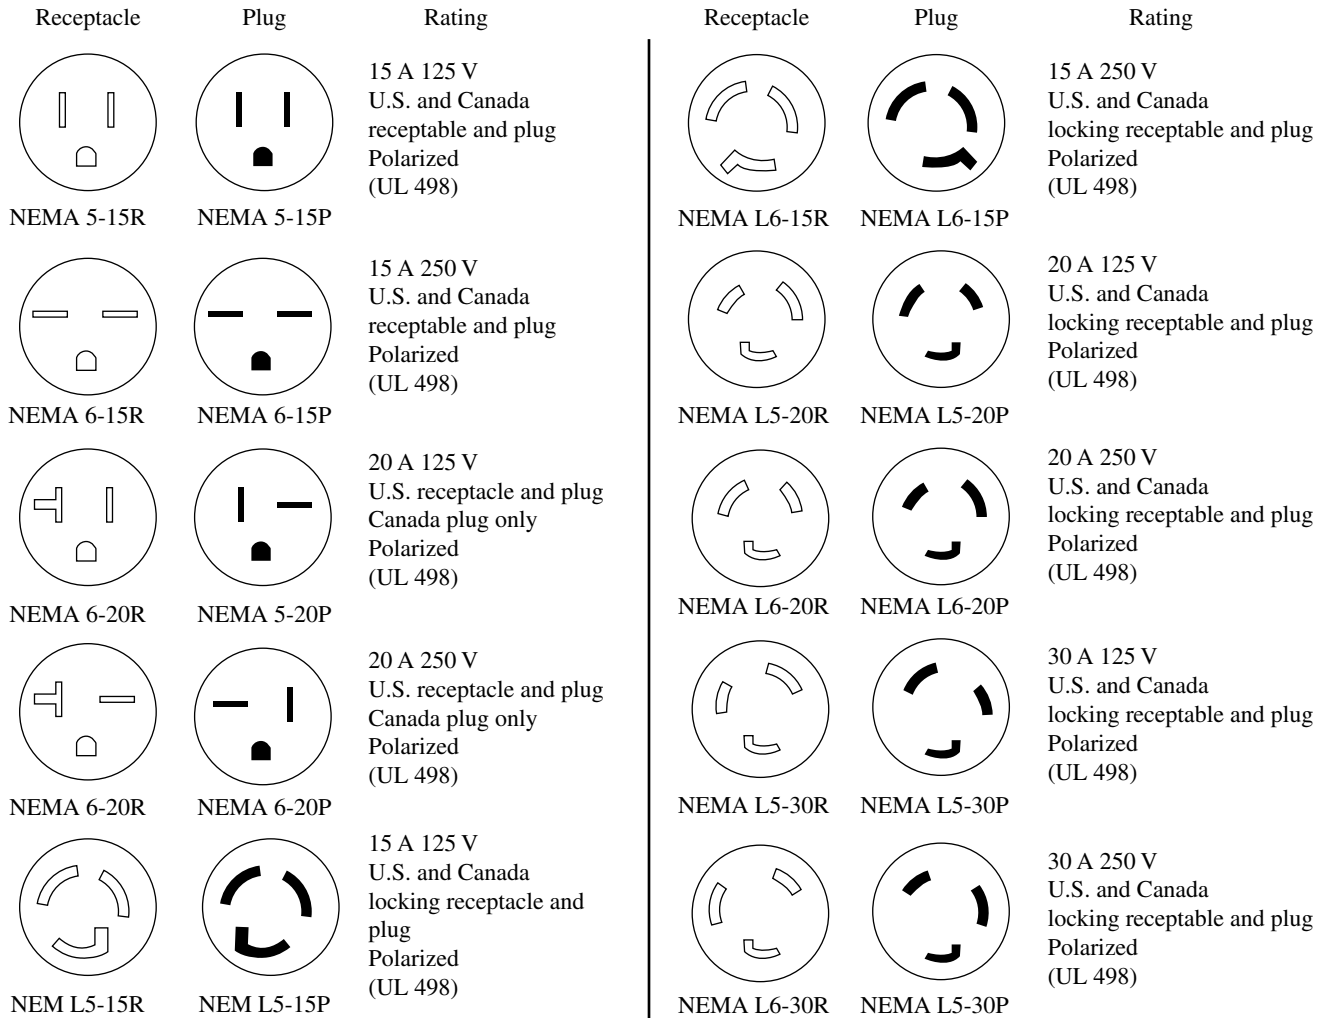 Receptacle Plug Rating
15 A 125 V
U.S. and Canada
receptable and plug
Polarized
(UL 498)
NEMA 5-15R NEMA 5-15P
15 A 250 V
U.S. and Canada
receptable and plug
Polarized
(UL 498)
NEMA 6-15R NEMA 6-15P
20 A 125 V
U.S. receptacle and plug
Canada plug only
Polarized
(UL 498)
NEMA 6-20R NEMA 5-20P
20 A 250 V
U.S. receptacle and plug
Canada plug only
Polarized
(UL 498)
NEMA 6-20R NEMA 6-20P
15 A 125 V
U.S. and Canada
locking receptacle and
plug
Polarized
(UL 498)
NEM L5-15R NEM L5-15P
Receptacle Plug Rating
15 A 250 V
U.S. and Canada
locking receptable and plug
Polarized
(UL 498)
NEMA L6-15R NEMA L6-15P
20 A 125 V
U.S. and Canada
locking receptable and plug
Polarized
(UL 498)
NEMA L5-20R NEMA L5-20P
20 A 250 V
U.S. and Canada
locking receptable and plug
Polarized
(UL 498)
NEMA L6-20R NEMA L6-20P
30 A 125 V
U.S. and Canada
locking receptable and plug
Polarized
(UL 498)
NEMA L5-30R NEMA L5-30P
30 A 250 V
U.S. and Canada
locking receptable and plug
Polarized
(UL 498)
NEMA L6-30R NEMA L5-30P